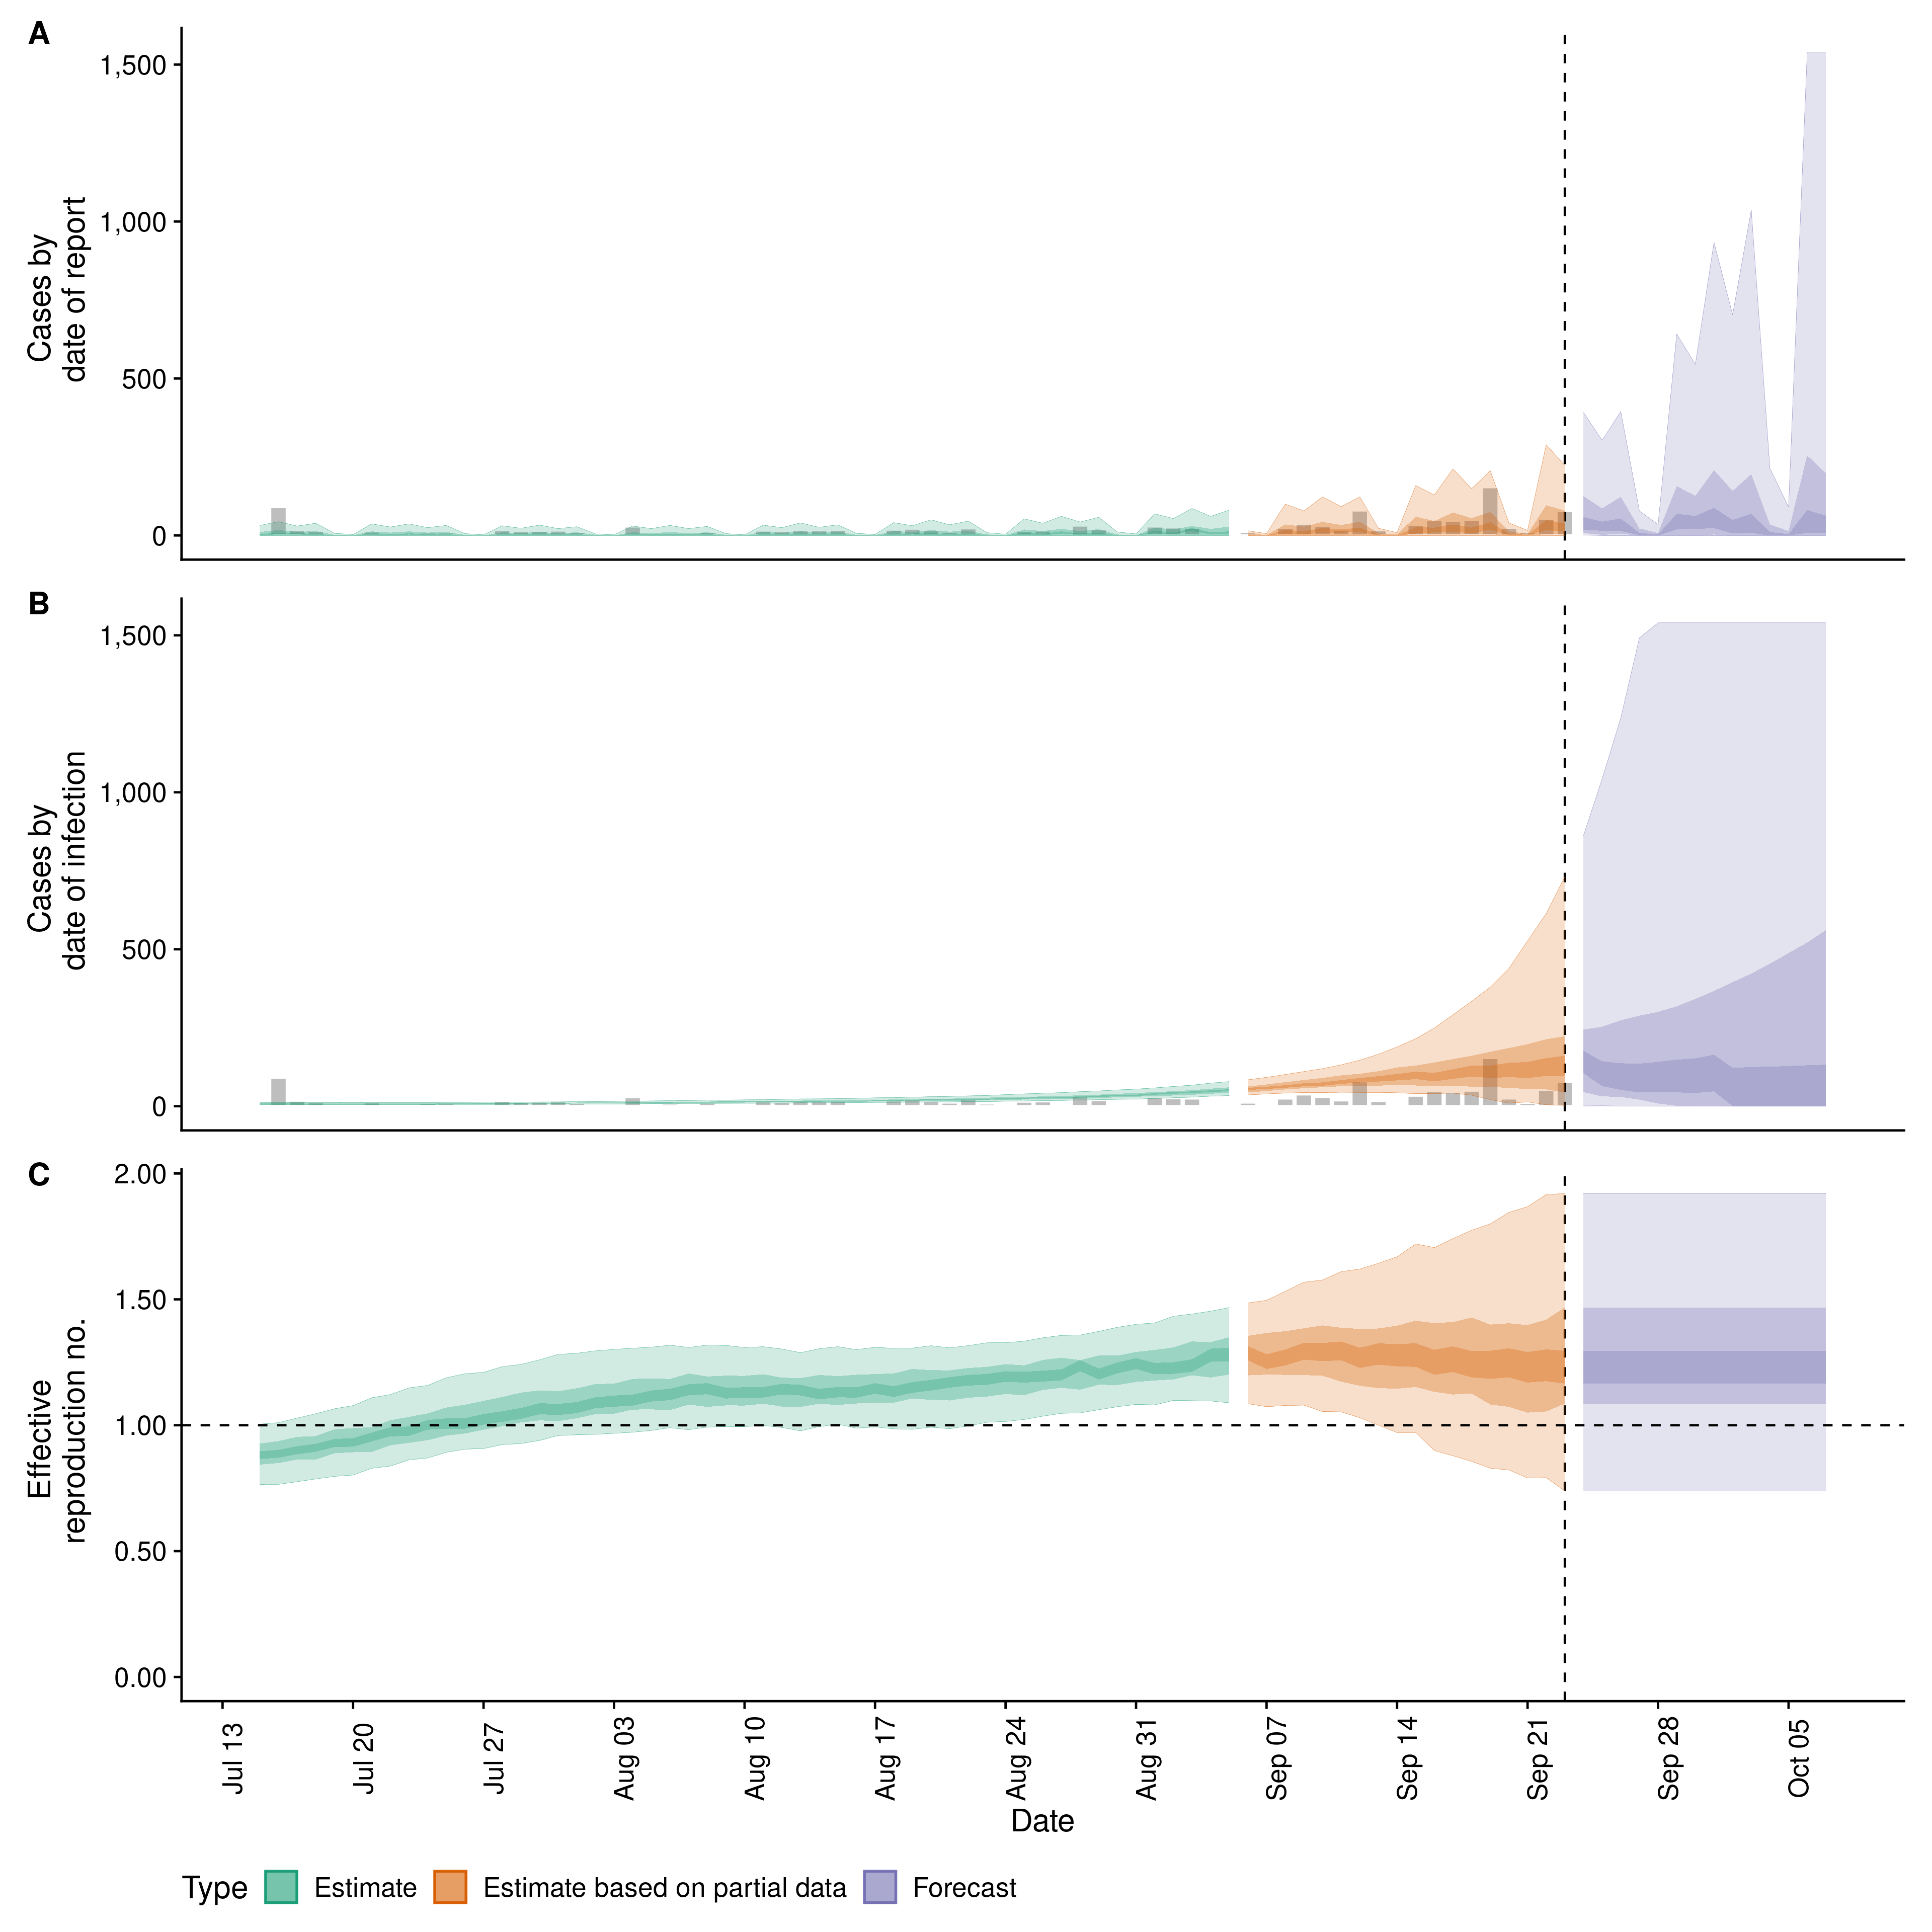 A
1,500
1,000
500
0
Cases by
date of report
B
1,500
1,000
500
0
Cases by
date of infection
C
2.00
1.50
1.00
0.50
0.00
Effective
reproduction no.
Jul 13
Jul 20
Jul 27
Aug 03
Aug 10
Aug 17
Aug 24
Aug 31
Sep 07
Sep 14
Sep 21
Sep 28
Oct 05
Date
Type
Estimate
Estimate based on partial data
Forecast